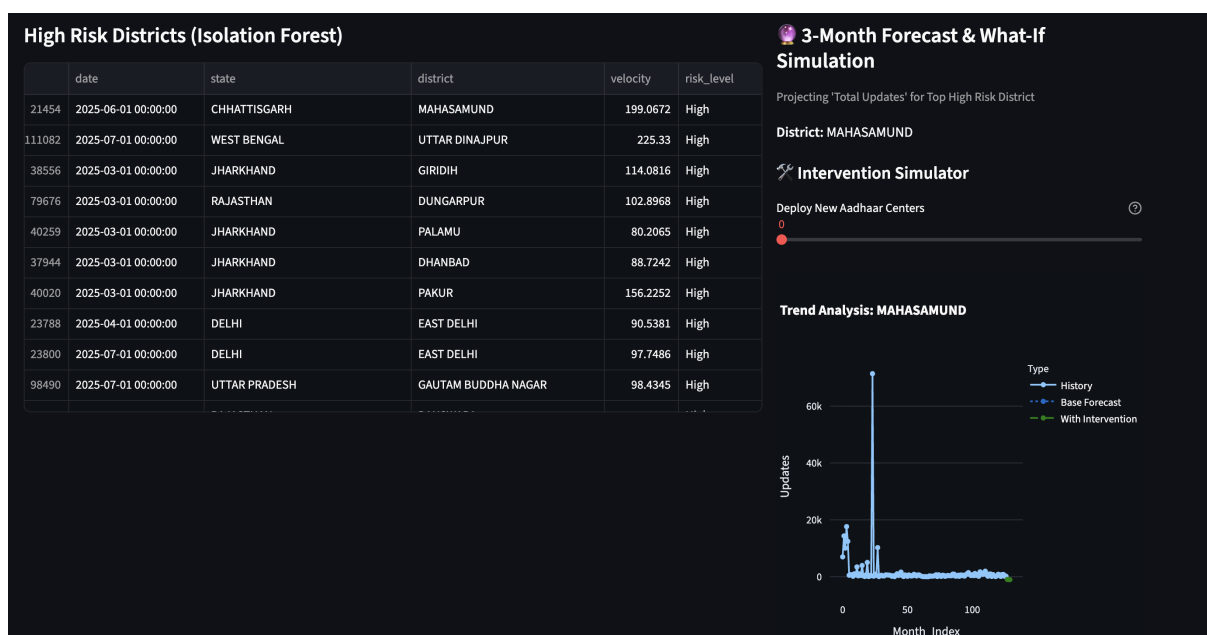 High Risk Districts (Isolation Forest)
date state district velocity risk_level
21454 2025-06-01 00:00:00 CHHATTISGARH MAHASAMUND 199.0672 High
111082 2025-07-01 00:00:00 WEST BENGAL UTTAR DINAJPUR 225.33 High
38556 2025-03-01 00:00:00 JHARKHAND GIRIDIH 114.0816 High
79676 2025-03-01 00:00:00 RAJASTHAN DUNGARPUR 102.8968 High
40259 2025-03-01 00:00:00 JHARKHAND PALAMU 80.2065 High
37944 2025-03-01 00:00:00 JHARKHAND DHANBAD 88.7242 High
40020 2025-03-01 00:00:00 JHARKHAND PAKUR 156.2252 High
23788 2025-04-01 00:00:00 DELHI EAST DELHI 90.5381 High
23800 2025-07-01 00:00:00 DELHI EAST DELHI 97.7486 High
98490 2025-07-01 00:00:00 UTTAR PRADESH GAUTAM BUDDHA NAGAR 98.4345 High
🔮 3-Month Forecast & What-If
Simulation
Projecting 'Total Updates' for Top High Risk District
District: MAHASAMUND
🛠 Intervention Simulator
Deploy New Aadhaar Centers
0
Trend Analysis: MAHASAMUND
Type
History
Base Forecast
With Intervention
60k
40k
20k
0
Updates
0 50 100
Month_Index